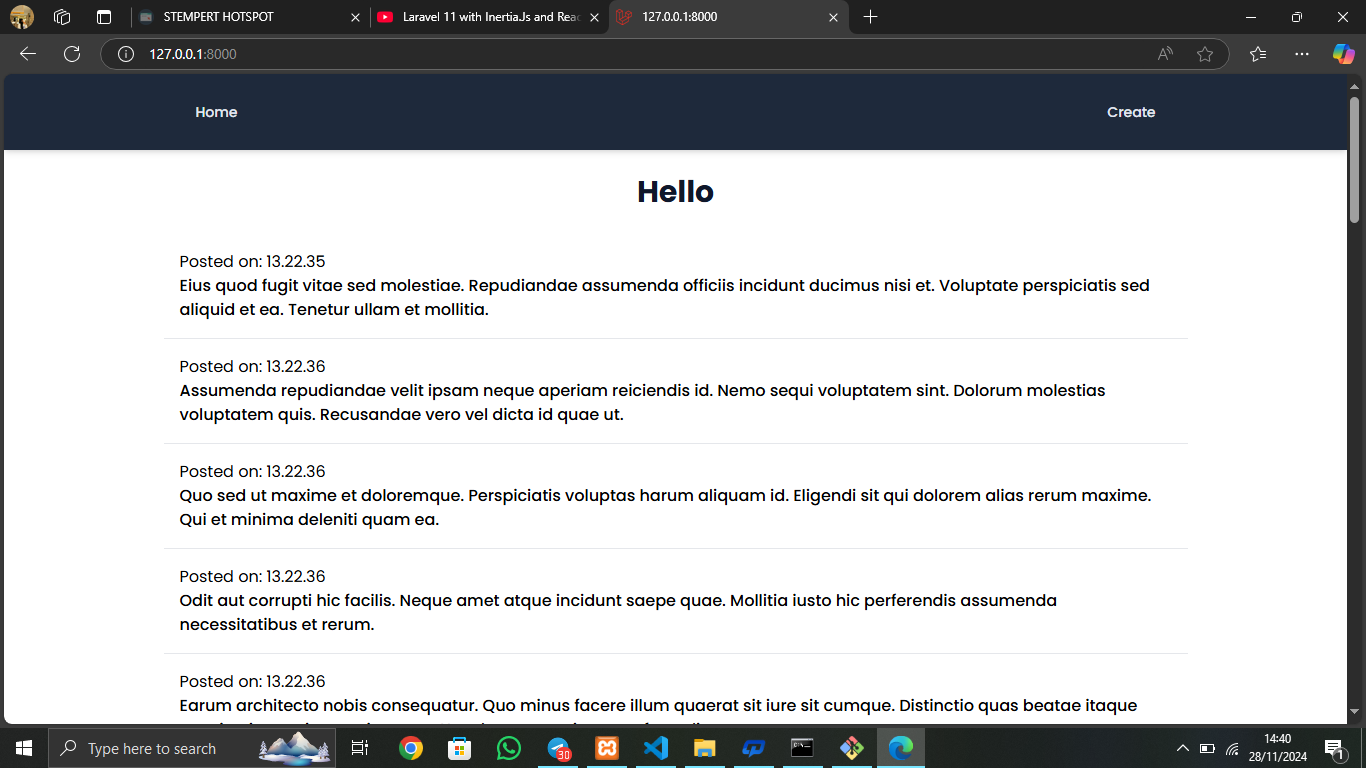 STEMPERT HOTSPOT
Laravel 11 with InertiaJs and Reac
127.0.0.1:8000
127.0.0.1:8000
Home
Create
Hello
Posted on: 13.22.35
Eius quod fugit vitae sed molestiae. Repudiandae assumenda officiis incidunt ducimus nisi et. Voluptate perspiciatis sed
aliquid et ea. Tenetur ullam et mollitia.
Posted on: 13.22.36
Assumenda repudiandae velit ipsam neque aperiam reiciendis id. Nemo sequi voluptatem sint. Dolorum molestias
voluptatem quis. Recusandae vero vel dicta id quae ut.
Posted on: 13.22.36
Quo sed ut maxime et doloremque. Perspiciatis voluptas harum aliquam id. Eligendi sit qui dolorem alias rerum maxime.
Qui et minima deleniti quam ea.
Posted on: 13.22.36
Odit aut corrupti hic facilis. Neque amet atque incidunt saepe quae. Mollitia iusto hic perferendis assumenda
necessitatibus et rerum.
Posted on: 13.22.36
Earum architecto nobis consequatur. Quo minus facere illum quaerat sit iure sit cumque. Distinctio quas beatae itaque
Type here to search
30
14:40
28/11/2024
1